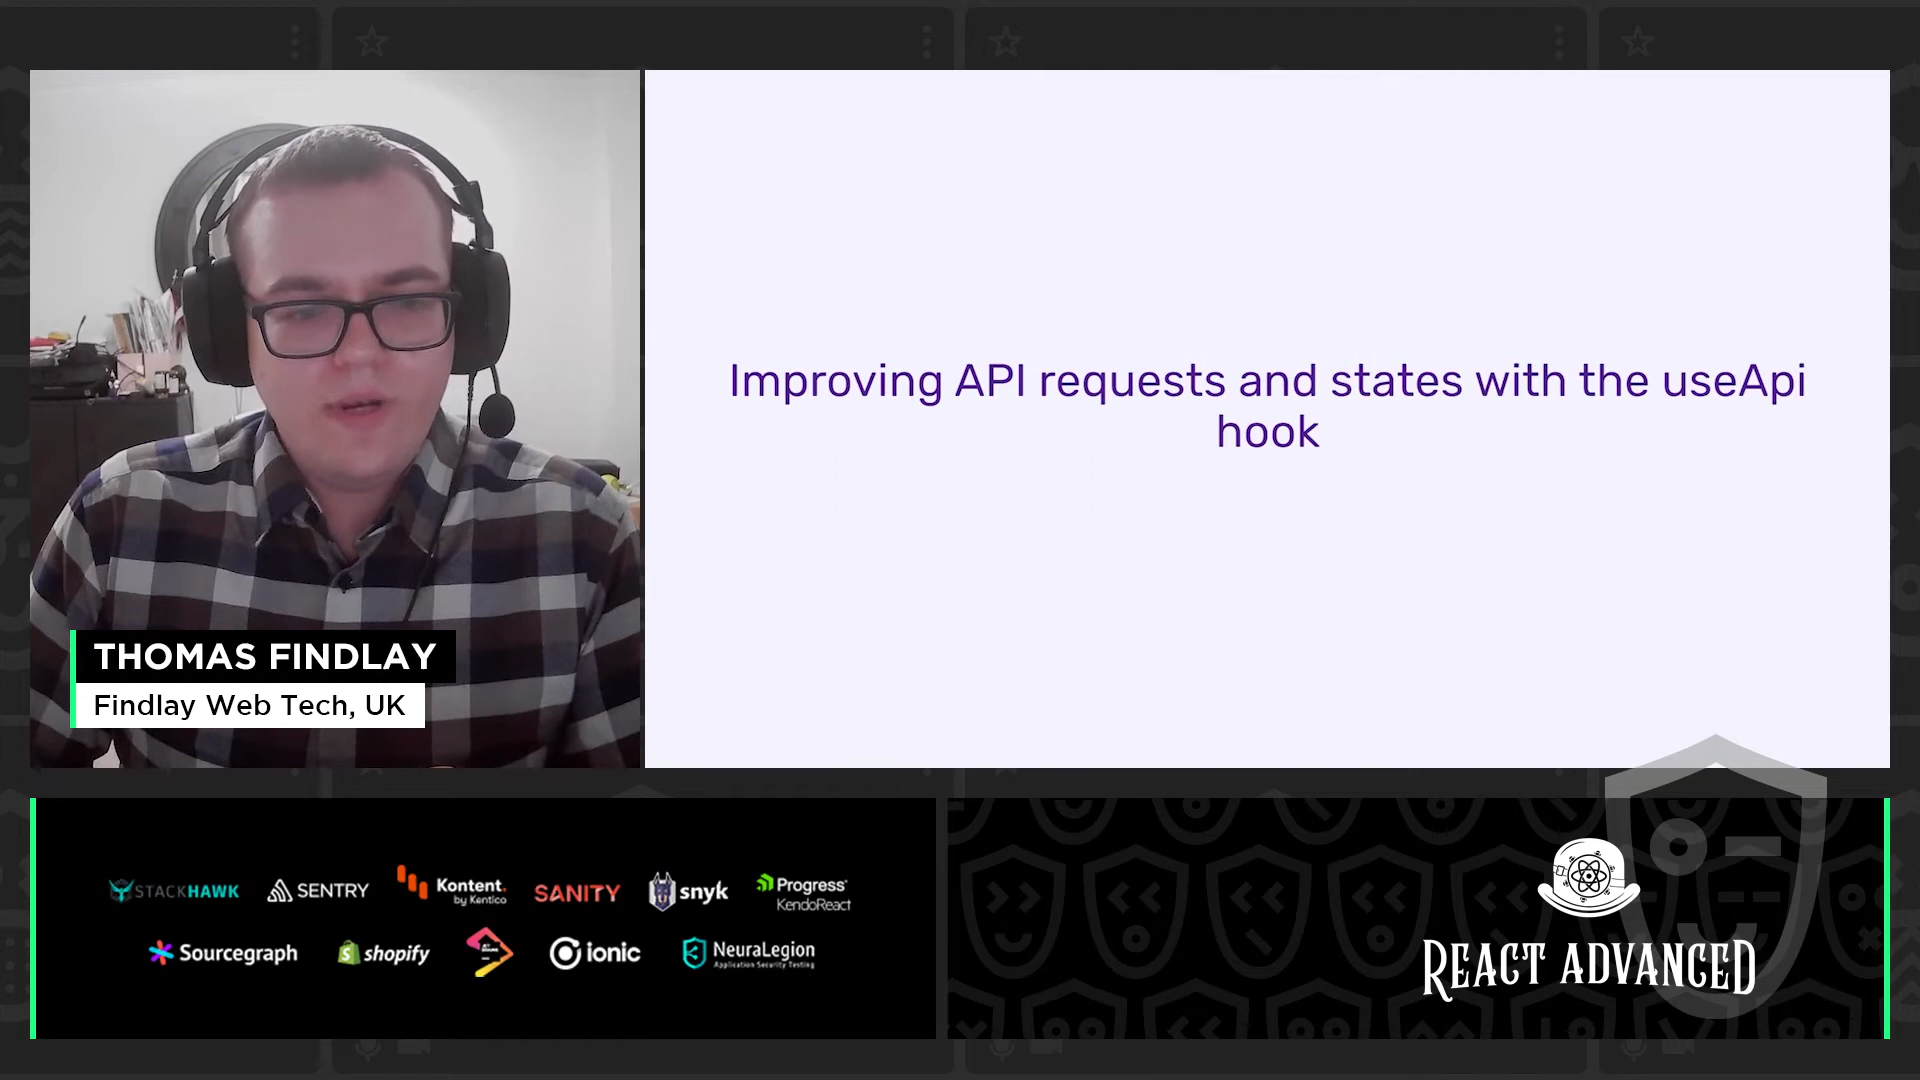 Improving API requests and states with the useApi
hook
THOMAS FINDLAY
Findlay Web Tech, UK
STACKHAWK
SENTRY
Kontent.
by Kentico
SANITY
snyk
Progress
KendoReact
Sourcegraph
shopify
ionic
NeuraLegion
Application Security Testing
REACT ADVANCED